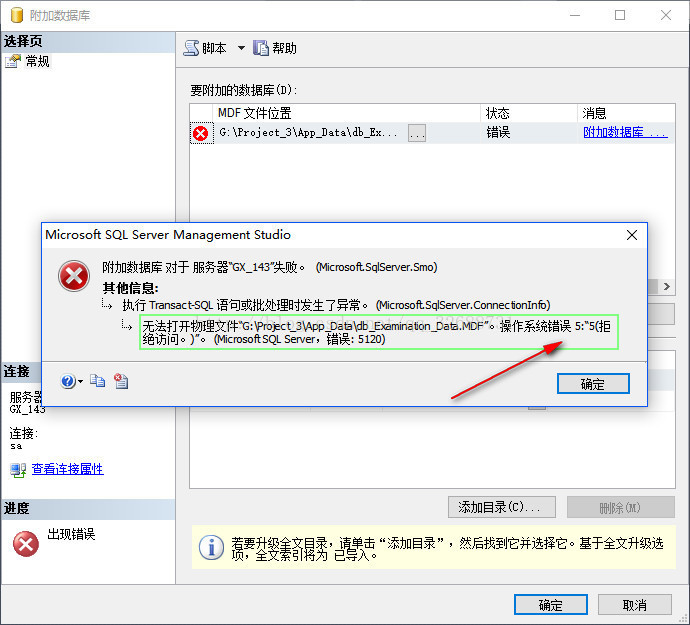 附加数据库
选择页
常规
脚本
帮助
要附加的数据库(D):
MDF 文件位置 状态 消息
G:\Project_3\App_Data\db_Ex... ... 错误 附加数据库 ...
Microsoft SQL Server Management Studio
附加数据库 对于 服务器“GX_143”失败。 (Microsoft.SqlServer.Smo)
其他信息:
执行 Transact-SQL 语句或批处理时发生了异常。 (Microsoft.SqlServer.ConnectionInfo)
无法打开物理文件“G:\Project_3\App_Data\db_Examination_Data.MDF”。操作系统错误 5:“5(拒
绝访问。)”。 (Microsoft SQL Server，错误: 5120)
确定
连接
服务器
GX_143
连接:
sa
查看连接属性
进度
出现错误
添加目录(C)...
删除(M)
若要升级全文目录，请单击“添加目录”，然后找到它并选择它。基于全文升级选
项，全文索引将为 已导入。
确定
取消